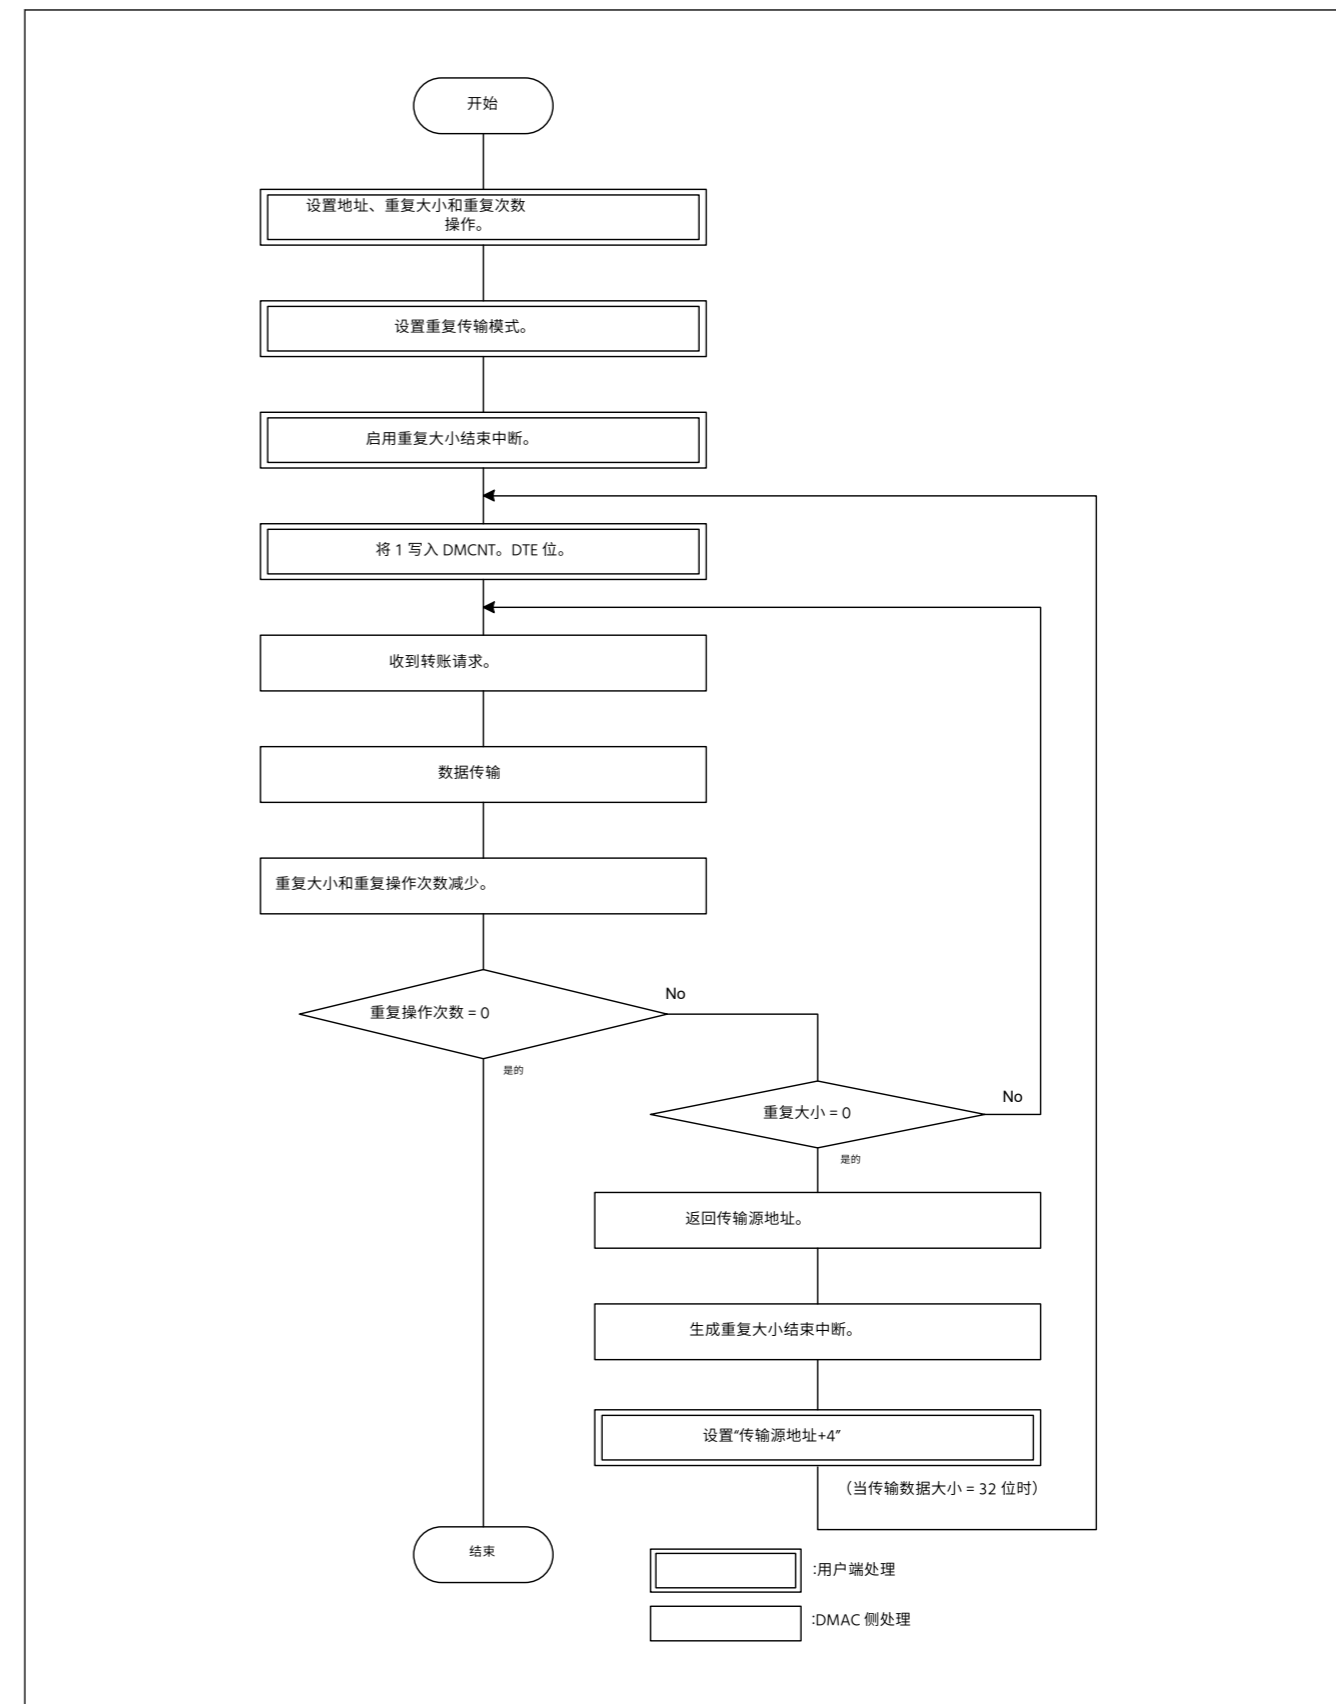 开始
设置地址、重复大小和重复次数
操作。
设置重复传输模式。
启用重复大小结束中断。
将 1 写入 DMCNT。DTE 位。
收到转账请求。
数据传输
重复大小和重复操作次数减少。
重复操作次数 = 0
No
是的
重复大小 = 0
No
是的
返回传输源地址。
生成重复大小结束中断。
设置“传输源地址+4”
（当传输数据大小 = 32 位时）
结束
:用户端处理
:DMAC 侧处理